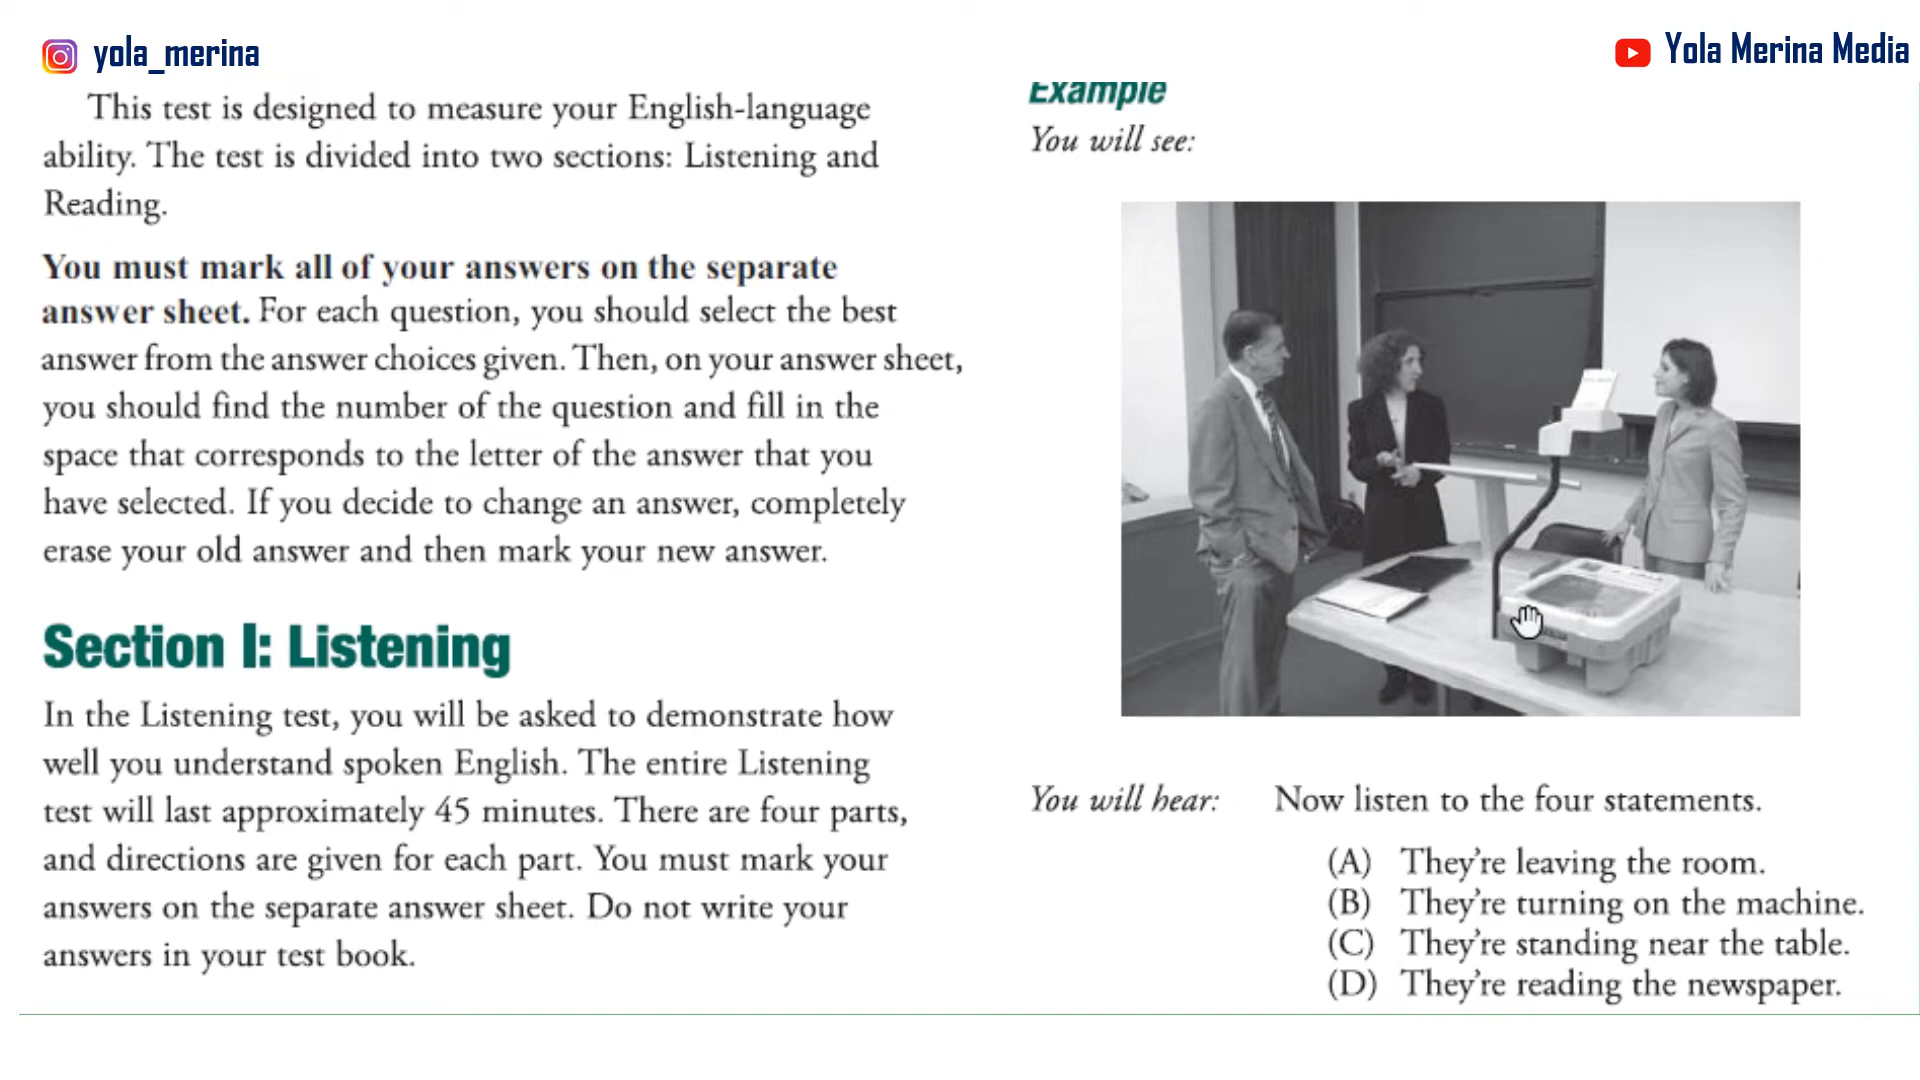 yola_merina
Yola Merina Media
This test is designed to measure your English-language
ability. The test is divided into two sections: Listening and
Reading.
You must mark all of your answers on the separate
answer sheet. For each question, you should select the best
answer from the answer choices given. Then, on your answer sheet,
you should find the number of the question and fill in the
space that corresponds to the letter of the answer that you
have selected. If you decide to change an answer, completely
erase your old answer and then mark your new answer.
Section I: Listening
In the Listening test, you will be asked to demonstrate how
well you understand spoken English. The entire Listening
test will last approximately 45 minutes. There are four parts,
and directions are given for each part. You must mark your
answers on the separate answer sheet. Do not write your
answers in your test book.
Example
You will see:
You will hear: Now listen to the four statements.
(A) They're leaving the room.
(B) They're turning on the machine.
(C) They're standing near the table.
(D) They're reading the newspaper.